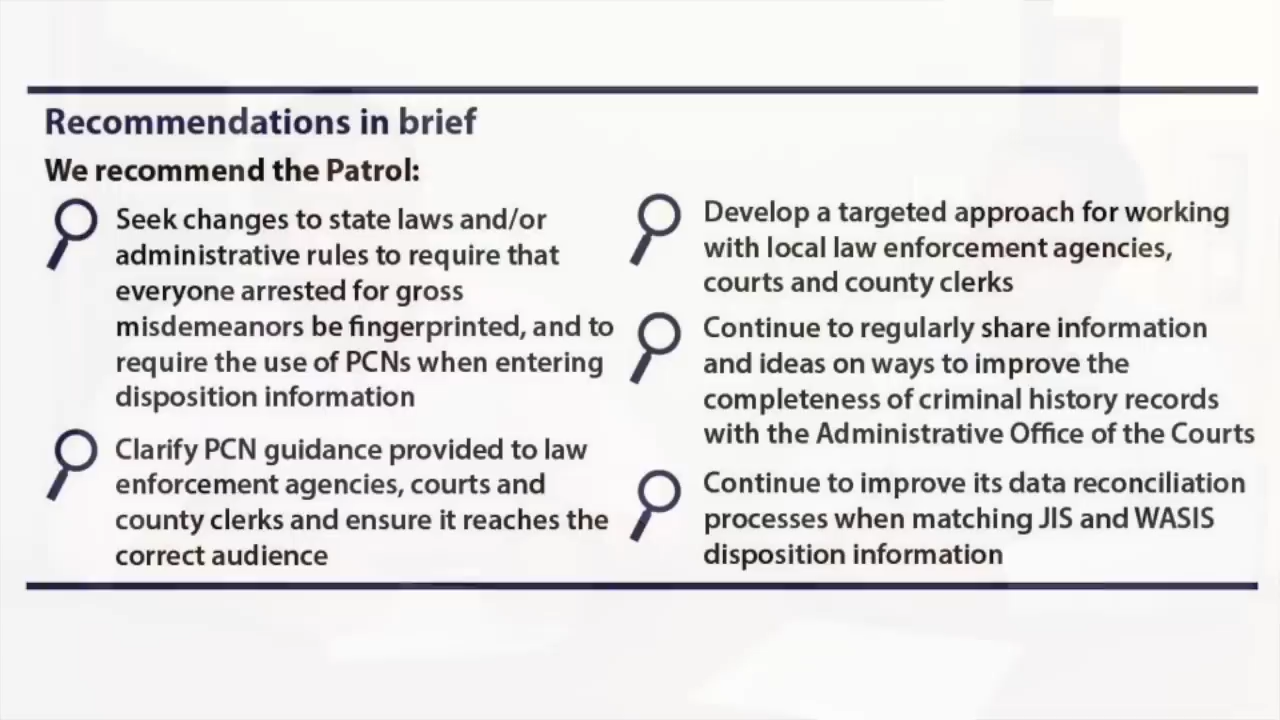 Recommendations in brief
We recommend the Patrol:
Seek changes to state laws and/or
administrative rules to require that
everyone arrested for gross
misdemeanors be fingerprinted, and to
require the use of PCNs when entering
disposition information
Clarify PCN guidance provided to law
enforcement agencies, courts and
county clerks and ensure it reaches the
correct audience
Develop a targeted approach for working
with local law enforcement agencies,
courts and county clerks
Continue to regularly share information
and ideas on ways to improve the
completeness of criminal history records
with the Administrative Office of the Courts
Continue to improve its data reconciliation
processes when matching JIS and WASIS
disposition information